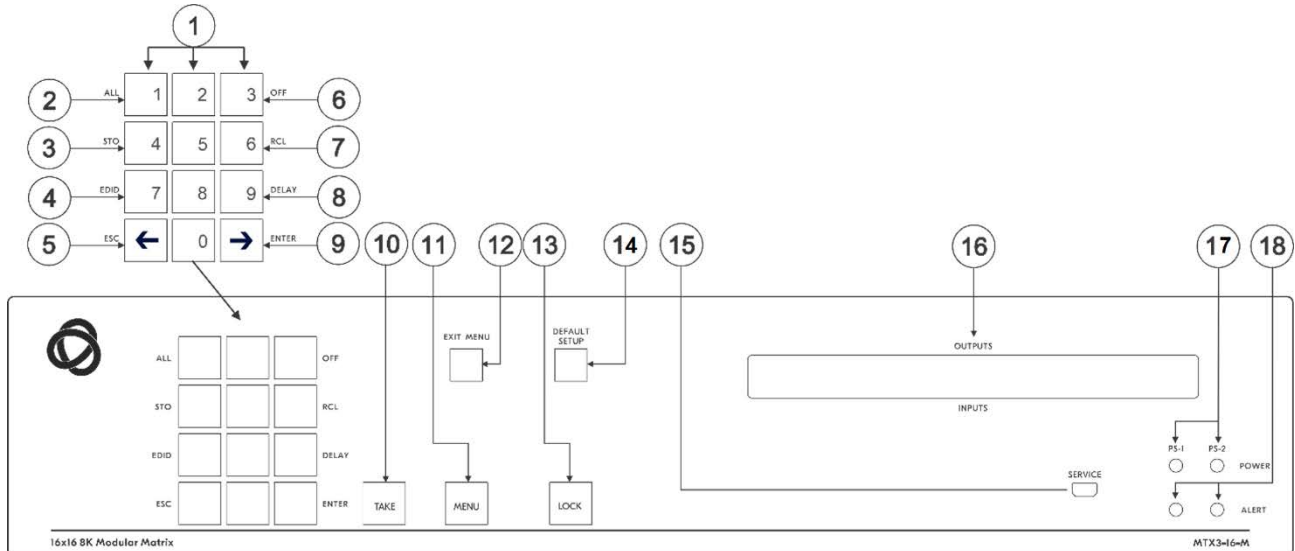 1
2 ALL 1 2 3 OFF 6
3 STO 4 5 6 RCL 7
4 EDID 7 8 9 DELAY 8
5 ESC ← 0 → ENTER 9 10 11 12 13 14 15 16 17 18
EXIT MENU
DEFAULT
SETUP
OUTPUTS
INPUTS
ALL OFF
STO RCL
EDID DELAY
ESC ENTER
TAKE MENU LOCK
SERVICE
PS-1 PS-2
POWER
ALERT
16x16 8K Modular Matrix
MTX3-16-M